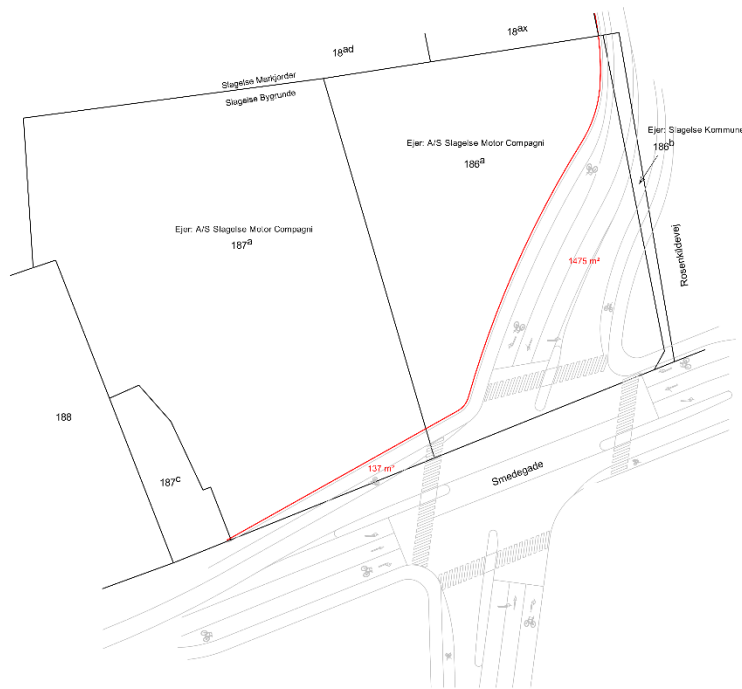 18ax
18ad
Slagelse Markjorder
Slagelse Bygrunde
Ejer: Slagelse Kommune
186b
Ejer: A/S Slagelse Motor Compagni
186a
Ejer: A/S Slagelse Motor Compagni
187a
1475 m²
Rosenkildevej
188
187c
137 m²
Smedegade